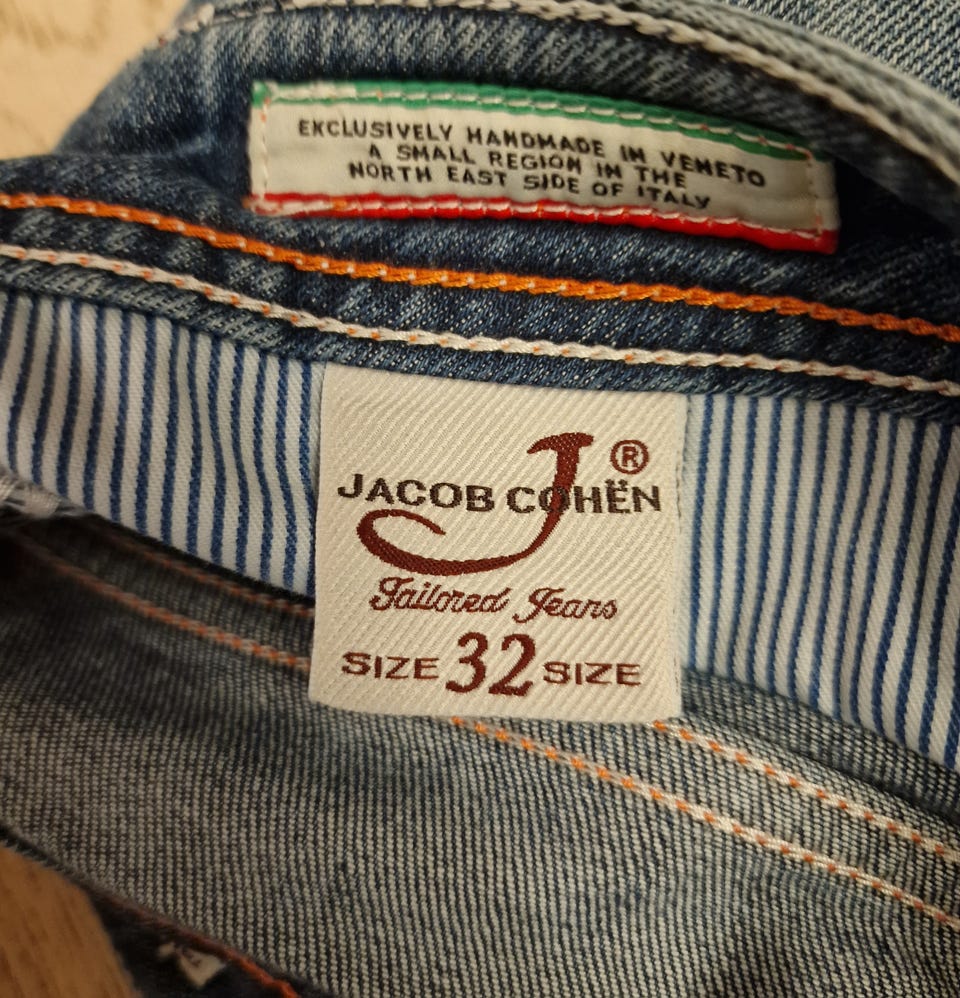 EXCLUSIVELY HANDMADE IN VENETO
A SMALL REGION IN THE
NORTH EAST SIDE OF ITALY
J ®
JACOB COHËN
Tailored Jeans
SIZE 32 SIZE